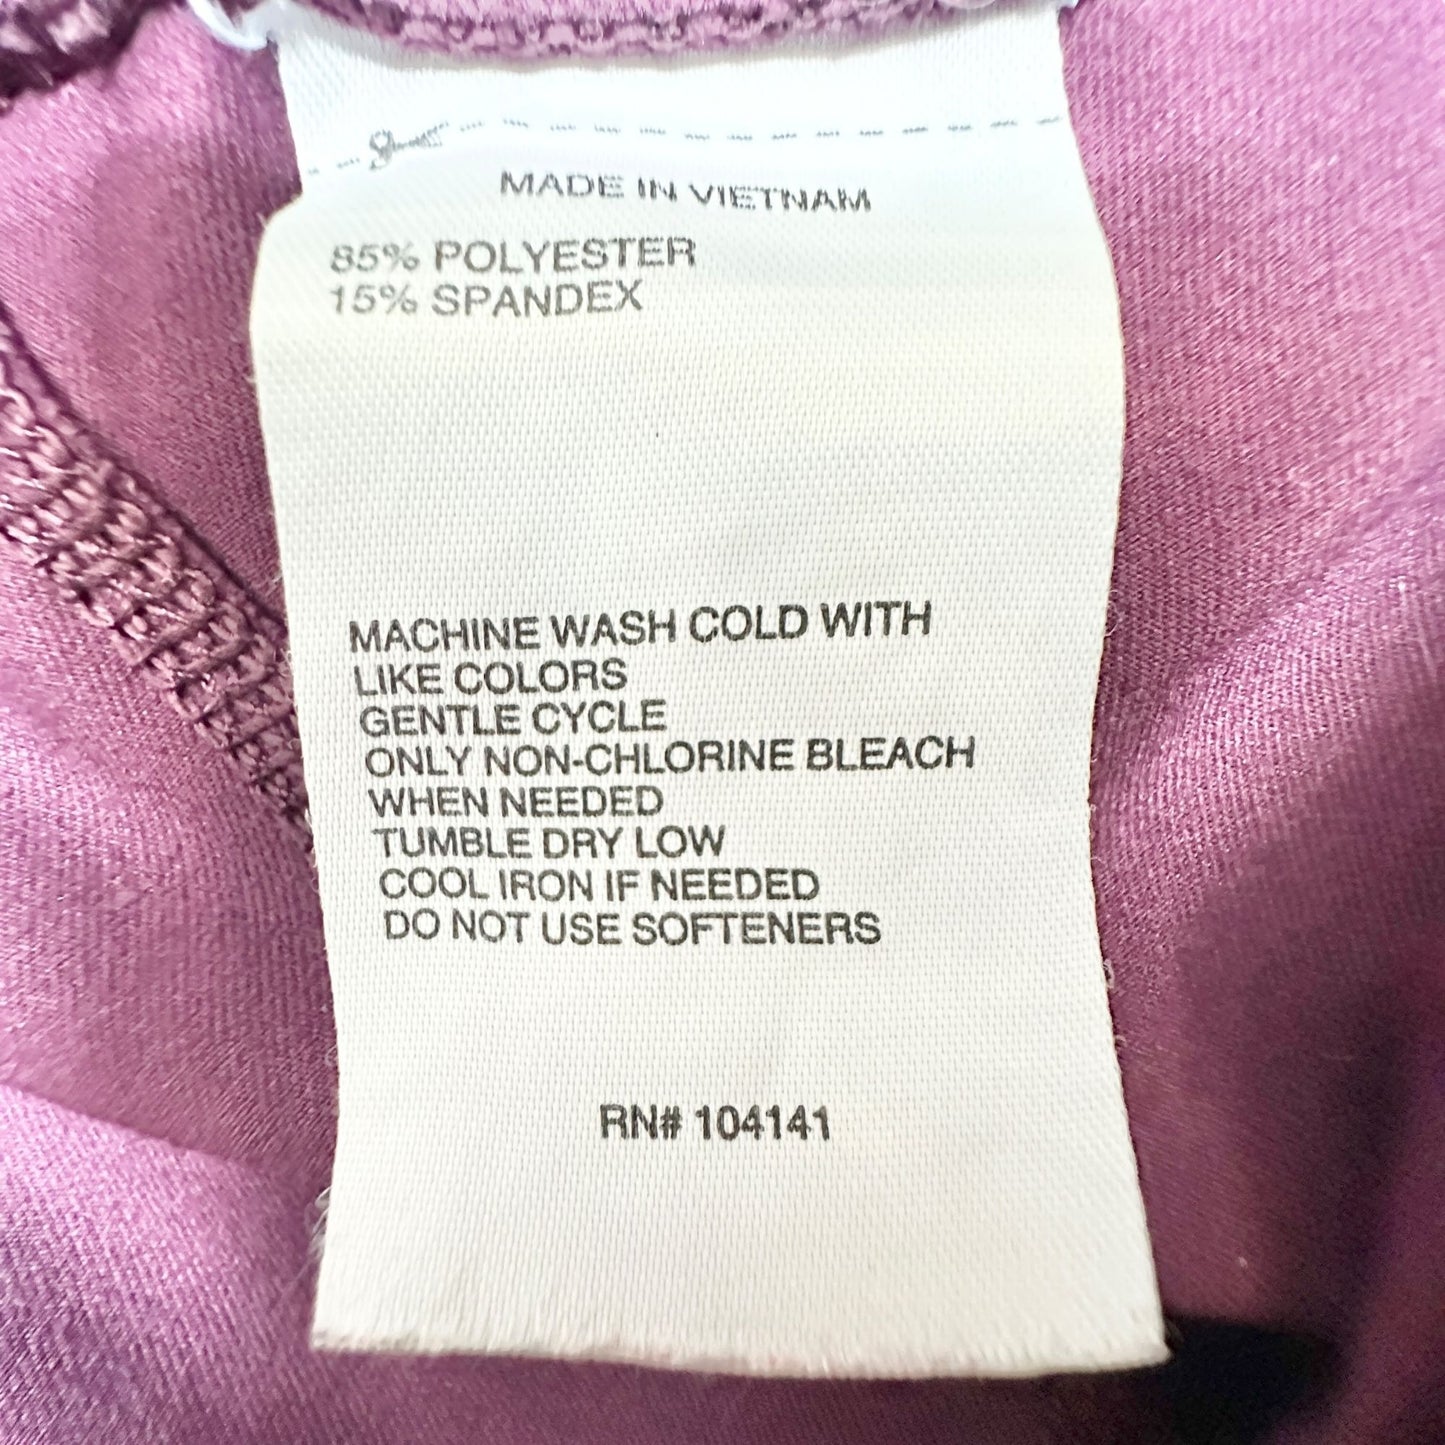 MADE IN VIETNAM
85% POLYESTER
15% SPANDEX
MACHINE WASH COLD WITH
LIKE COLORS
GENTLE CYCLE
ONLY NON-CHLORINE BLEACH
WHEN NEEDED
TUMBLE DRY LOW
COOL IRON IF NEEDED
DO NOT USE SOFTENERS
RN# 104141